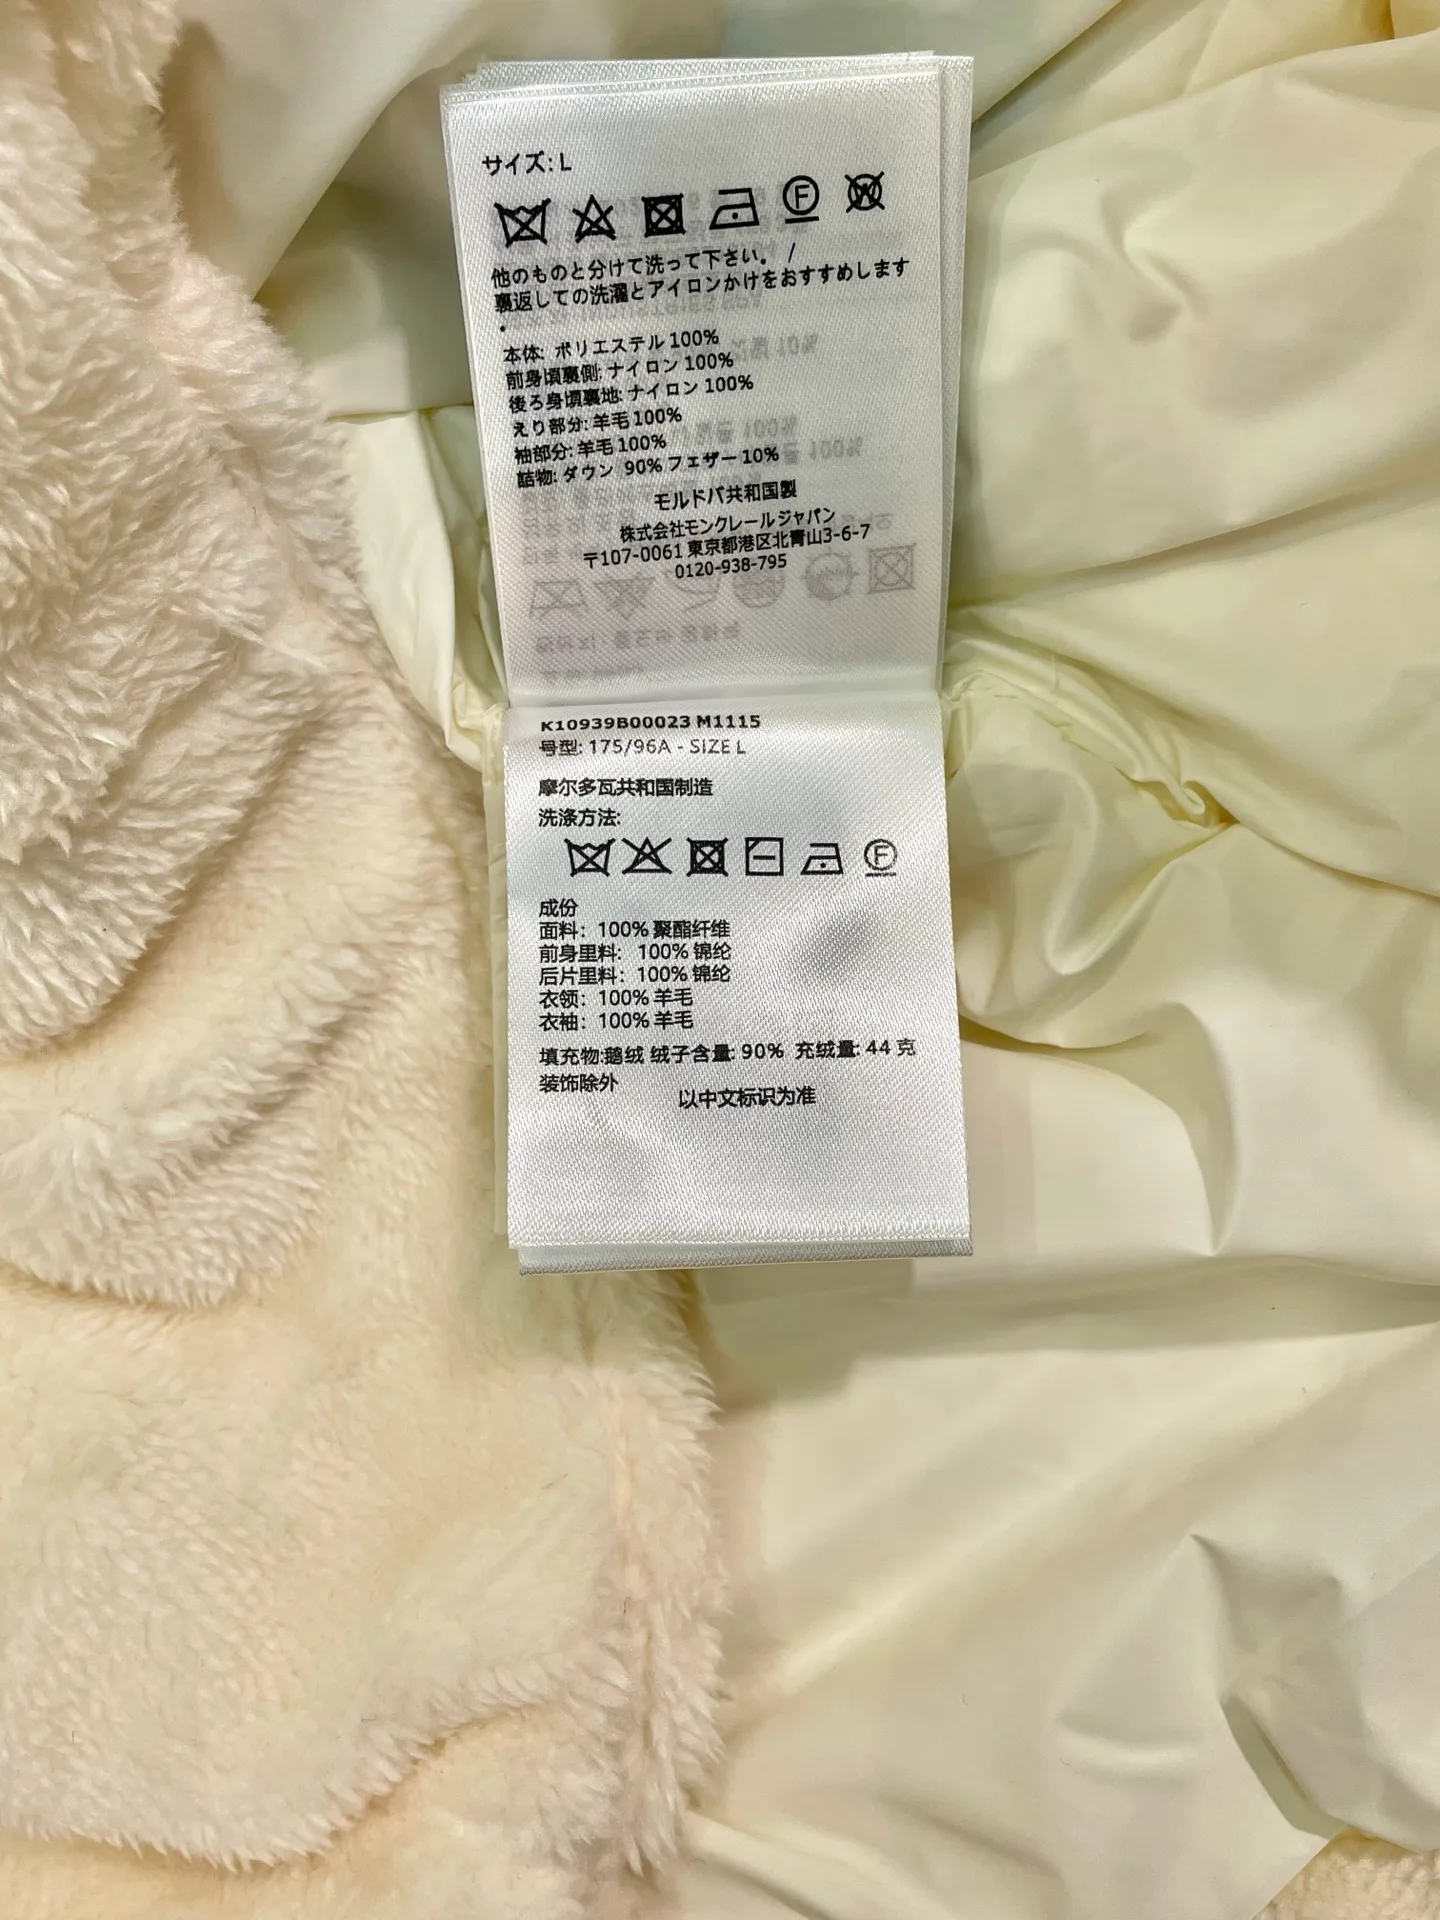 サイズ: L
F
W
他のものと分けて洗って下さい。 /
裏返しての洗濯とアイロンかけをおすすめします
.
本体: ポリエステル 100%
前身頃裏側: ナイロン 100%
後ろ身頃裏地: ナイロン 100%
えり部分: 羊毛 100%
袖部分: 羊毛 100%
詰物: ダウン 90% フェザー 10%
モルドバ共和国製
株式会社モンクレールジャパン
〒107-0061 東京都港区北青山3-6-7
0120-938-795
K10939B00023 M1115
号型: 175/96A - SIZE L
摩尔多瓦共和国制造
洗涤方法:
F
成份
面料: 100% 聚酯纤维
前身里料: 100% 锦纶
后片里料: 100% 锦纶
衣领: 100% 羊毛
衣袖: 100% 羊毛
填充物:鹅绒 绒子含量: 90% 充绒量: 44 克
装饰除外
以中文标识为准